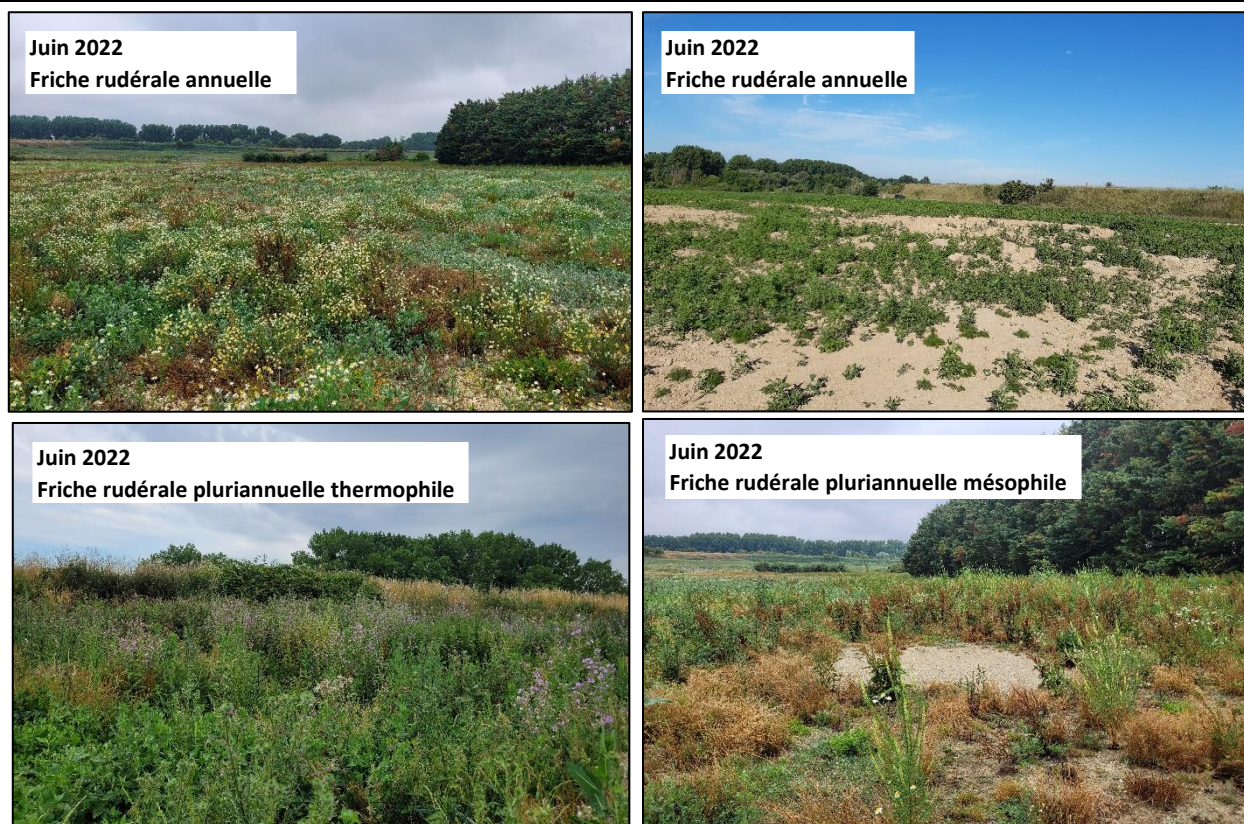 Juin 2022
Friche rudérale annuelle
Juin 2022
Friche rudérale annuelle
Juin 2022
Friche rudérale pluriannuelle thermophile
Juin 2022
Friche rudérale pluriannuelle mésophile